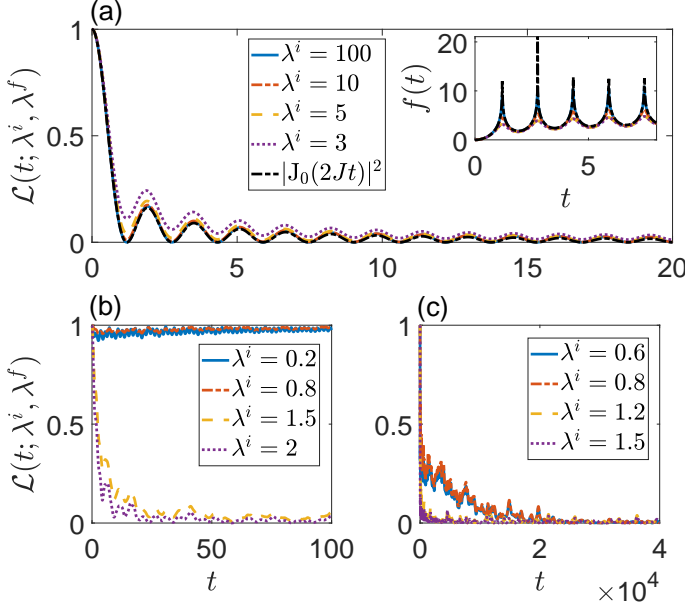 (a)
1
0.5
0
ℒ(t; λ^i, λ^f)
λ^i = 100
λ^i = 10
λ^i = 5
λ^i = 3
|J_0(2Jt)|^2
20
10
0
f(t)
0 5
t
0 5 10 15 20
(b)
1
0.5
0
ℒ(t; λ^i, λ^f)
λ^i = 0.2
λ^i = 0.8
λ^i = 1.5
λ^i = 2
0 50 100
t
(c)
1
0.5
0
λ^i = 0.6
λ^i = 0.8
λ^i = 1.2
λ^i = 1.5
0 2 4
t
×10^4